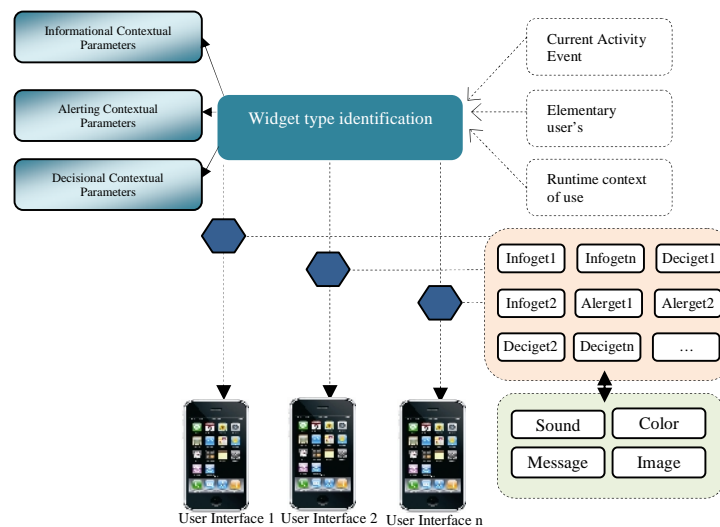 Informational Contextual
Parameters
Alerting Contextual
Parameters
Decisional Contextual
Parameters
Widget type identification
Current Activity
Event
Elementary
user's
Runtime context
of use
Infoget1
Infogetn
Deciget1
Infoget2
Alerget1
Alerget2
Deciget2
Decigetn
…
Sound
Color
Message
Image
User Interface 1
User Interface 2
User Interface n